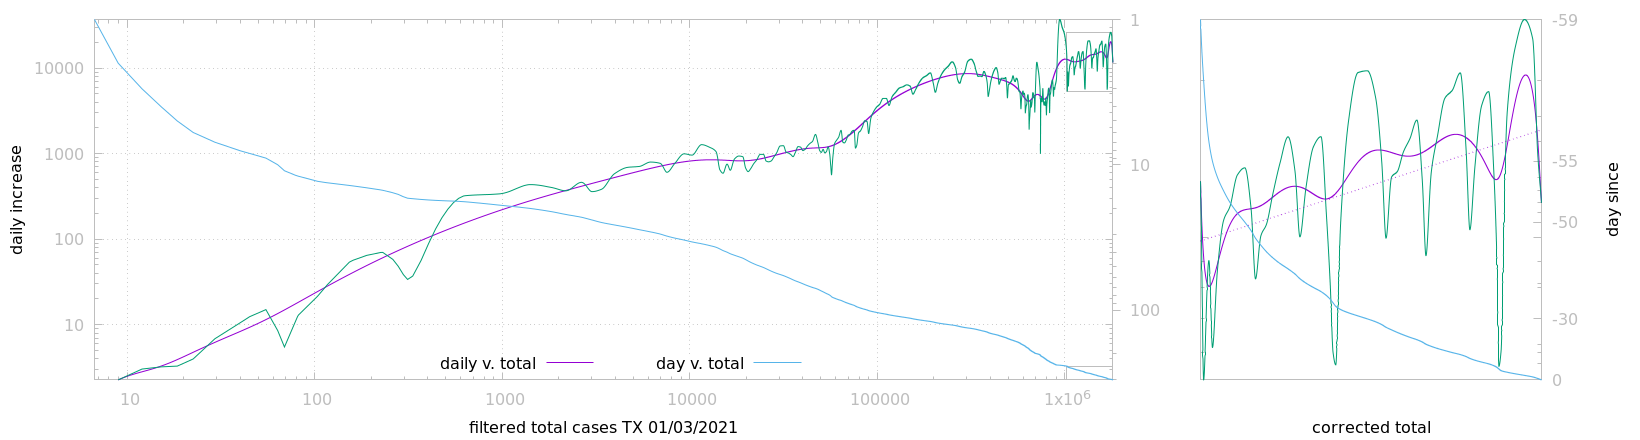 10000
1000
100
10
daily increase
10
100
1000
10000
100000
1x10⁶
filtered total cases TX 01/03/2021
daily v. total
day v. total
1
10
100
-59
-55
-50
-30
0
day since
corrected total